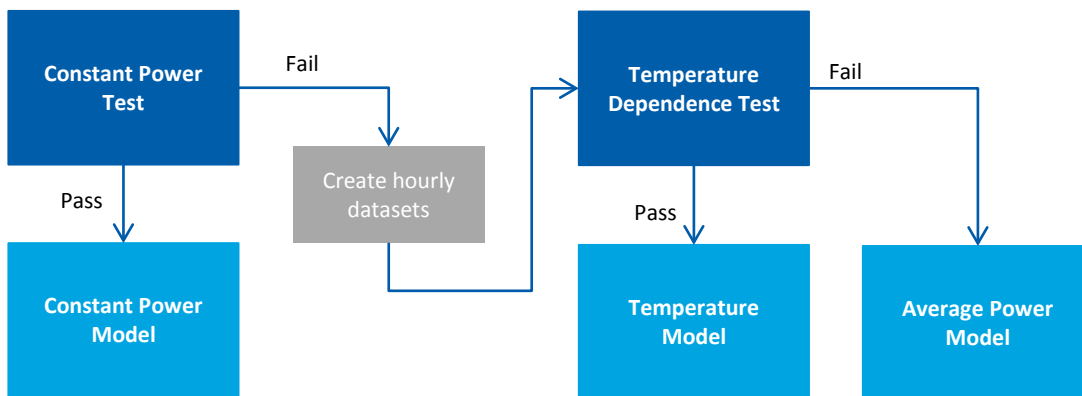 Constant Power
Test
Fail
Create hourly
datasets
Temperature
Dependence Test
Fail
Pass
Constant Power
Model
Pass
Temperature
Model
Average Power
Model